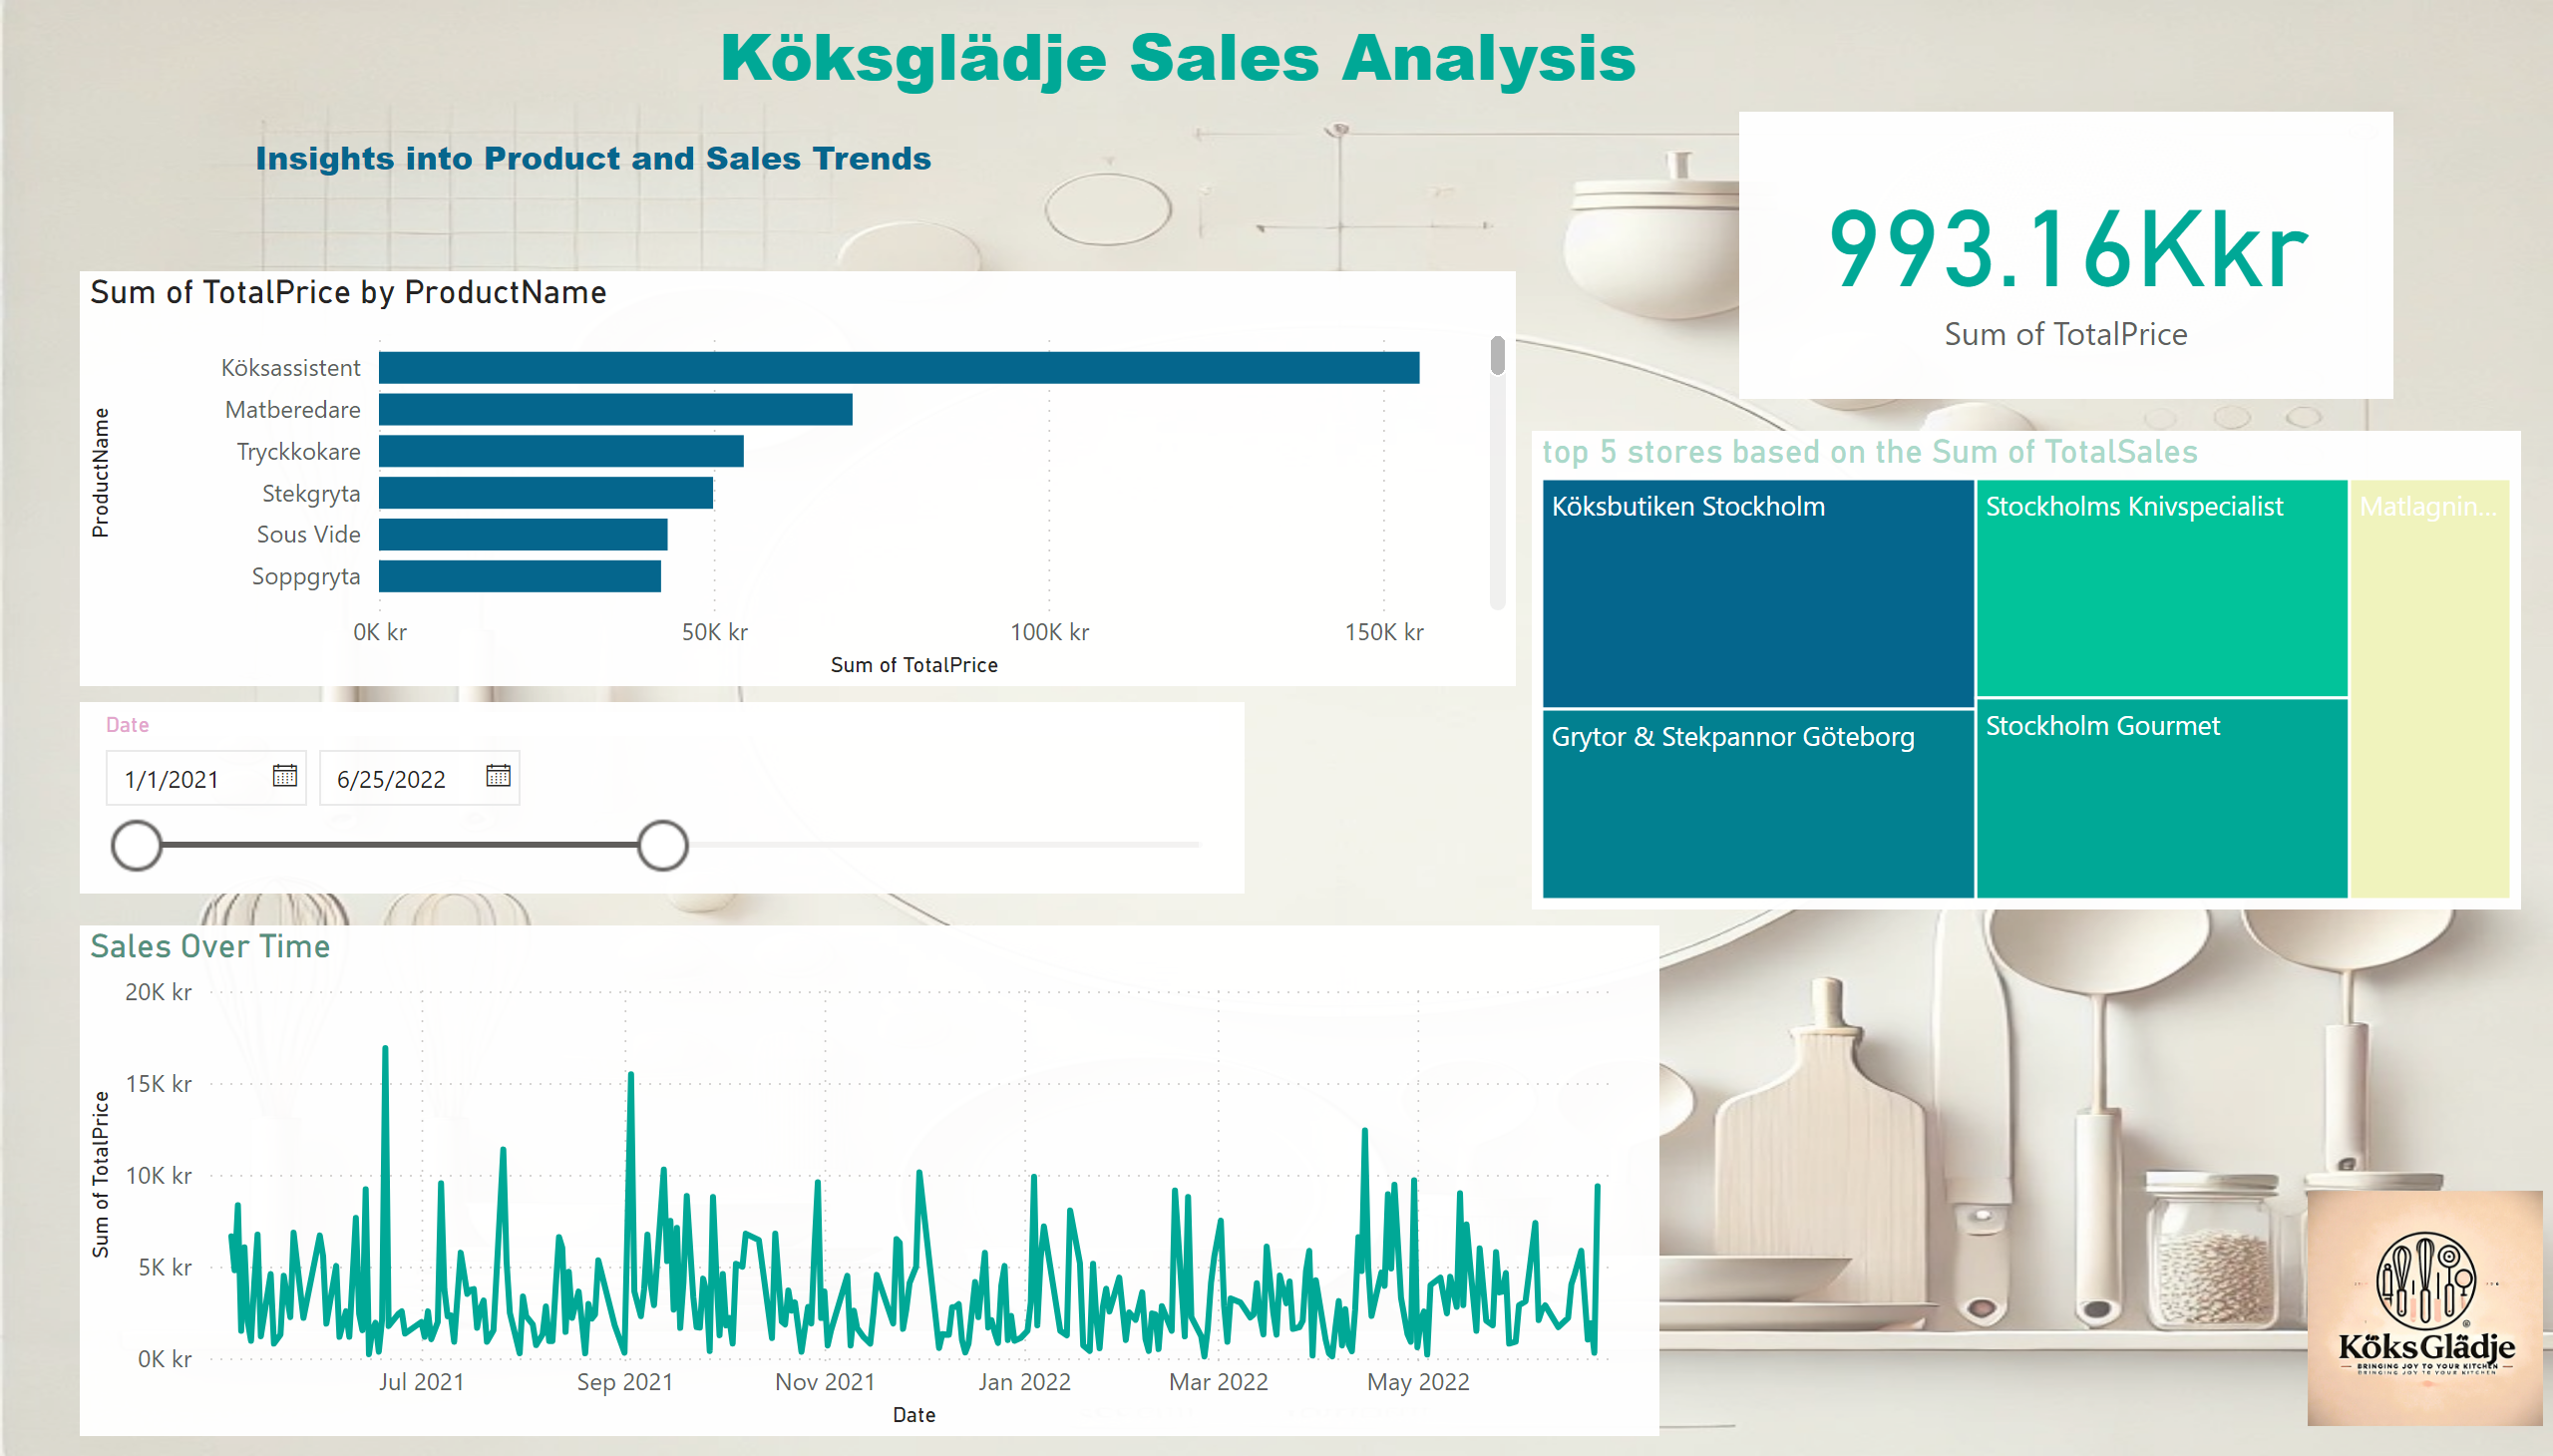 Köksglädje Sales Analysis
Insights into Product and Sales Trends
993.16Kkr
Sum of TotalPrice
Sum of TotalPrice by ProductName
ProductName
Köksassistent
Matberedare
Tryckkokare
Stekgryta
Sous Vide
Soppgryta
0K kr 50K kr 100K kr 150K kr
Sum of TotalPrice
top 5 stores based on the Sum of TotalSales
Köksbutiken Stockholm
Grytor & Stekpannor Göteborg
Stockholms Knivspecialist
Stockholm Gourmet
Matlagnin...
Date
1/1/2021 6/25/2022
Sales Over Time
Sum of TotalPrice
20K kr
15K kr
10K kr
5K kr
0K kr
Jul 2021 Sep 2021 Nov 2021 Jan 2022 Mar 2022 May 2022
Date
KöksGlädje
BRINGING JOY TO YOUR KITCHEN